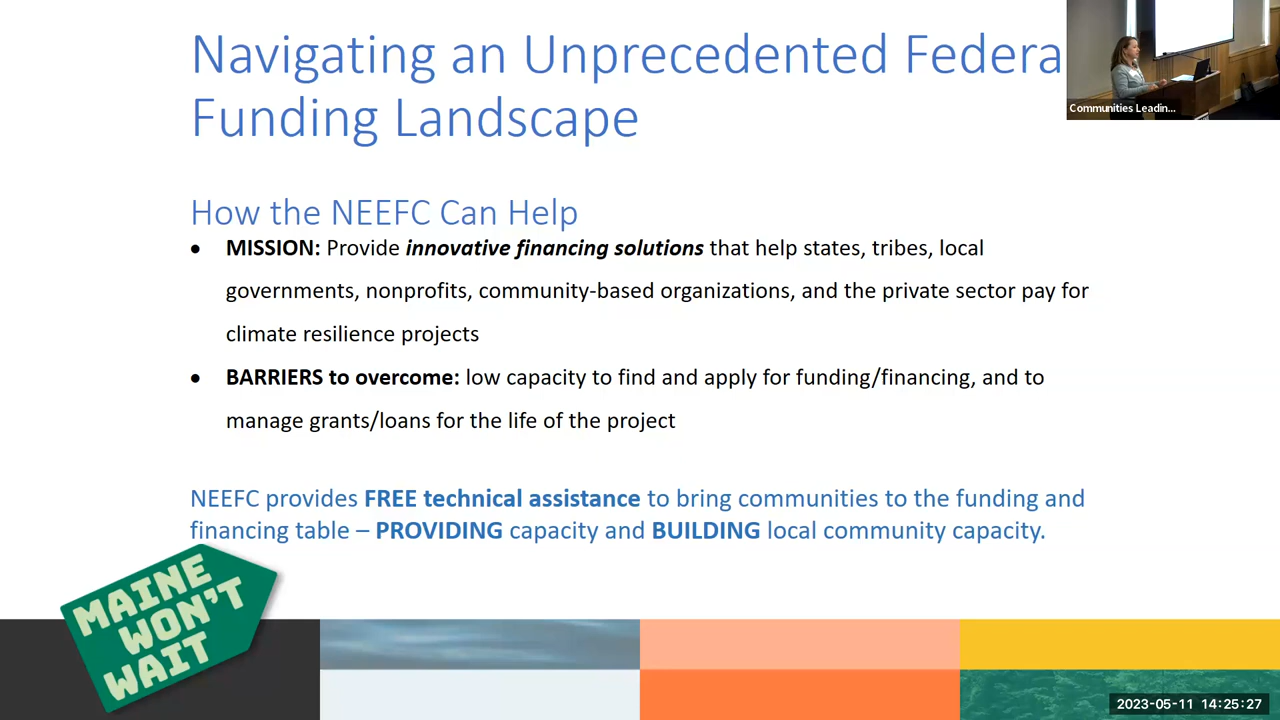 Navigating an Unprecedented Federa
Funding Landscape
Communities Leadin...
How the NEEFC Can Help
• MISSION: Provide innovative financing solutions that help states, tribes, local
governments, nonprofits, community-based organizations, and the private sector pay for
climate resilience projects
• BARRIERS to overcome: low capacity to find and apply for funding/financing, and to
manage grants/loans for the life of the project
NEEFC provides FREE technical assistance to bring communities to the funding and
financing table – PROVIDING capacity and BUILDING local community capacity.
MAINE
WON'T
WAIT
2023-05-11 14:25:27